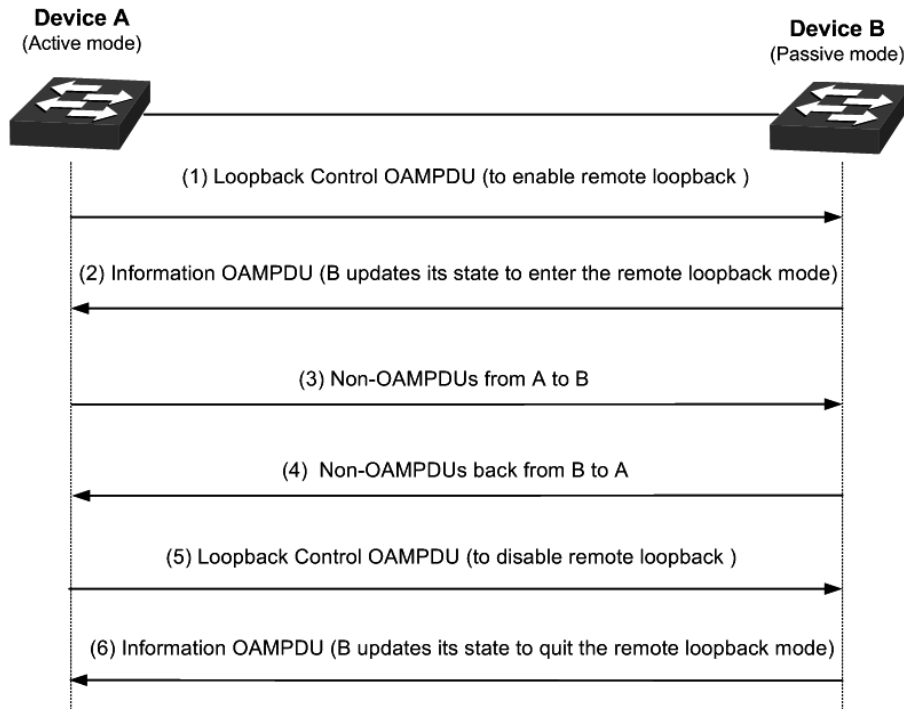 Device A
(Active mode)
Device B
(Passive mode)
(1) Loopback Control OAMPDU (to enable remote loopback )
(2) Information OAMPDU (B updates its state to enter the remote loopback mode)
(3) Non-OAMPDUs from A to B
(4) Non-OAMPDUs back from B to A
(5) Loopback Control OAMPDU (to disable remote loopback )
(6) Information OAMPDU (B updates its state to quit the remote loopback mode)